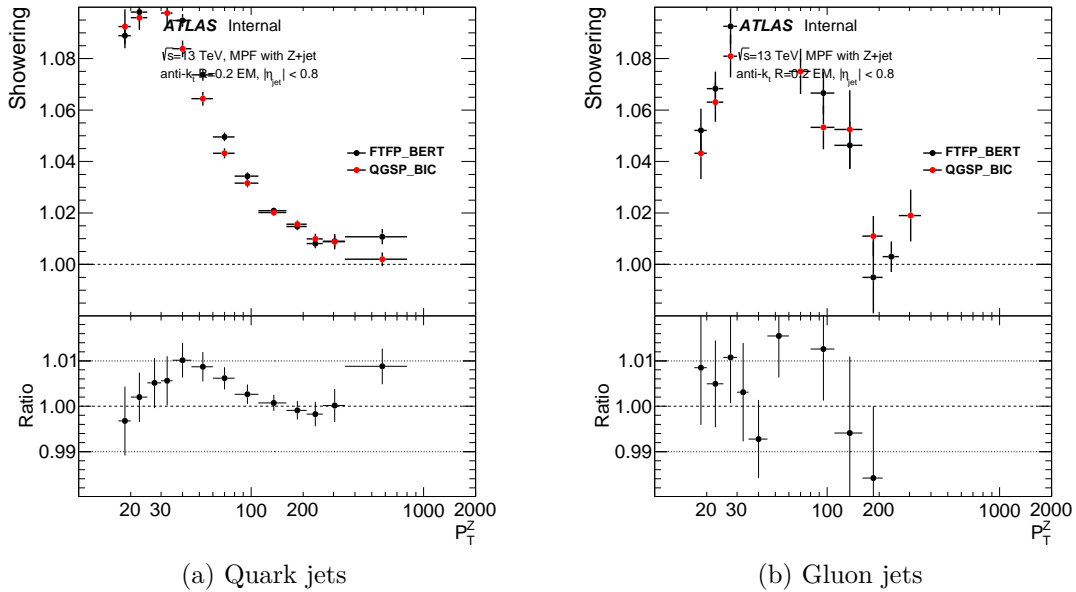 Showering
1.08
1.06
1.04
1.02
1.00
ATLAS Internal
√s=13 TeV, MPF with Z+jet
anti-k_t R=0.2 EM, |η_jet| < 0.8
FTFP_BERT
QGSP_BIC
Ratio
1.01
1.00
0.99
20 30 100 200 1000 2000
P_T^Z
(a) Quark jets
Showering
1.08
1.06
1.04
1.02
1.00
ATLAS Internal
√s=13 TeV, MPF with Z+jet
anti-k_t R=0.2 EM, |η_jet| < 0.8
FTFP_BERT
QGSP_BIC
Ratio
1.01
1.00
0.99
20 30 100 200 1000 2000
P_T^Z
(b) Gluon jets